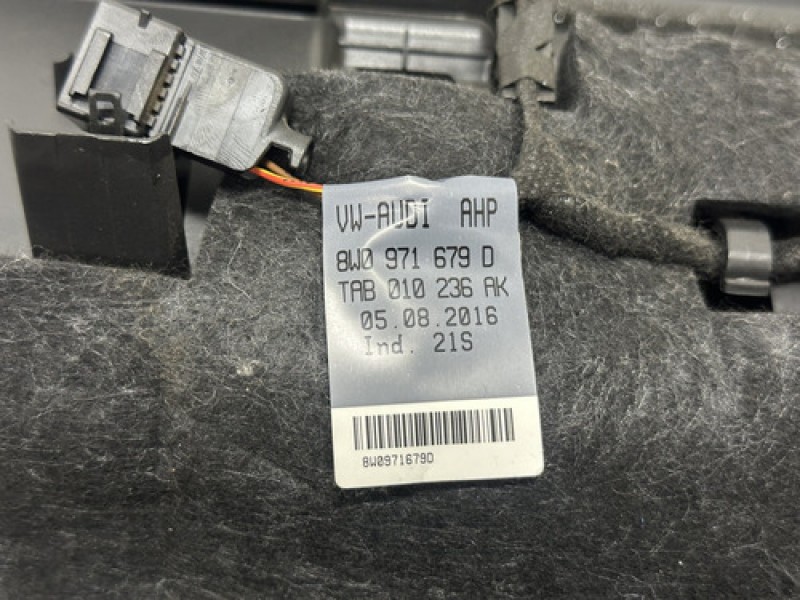 VW-AUDI AHP
8W0 971 679 D
TAB 010 236 AK
05.08.2016
Ind. 21S
8W0971679D